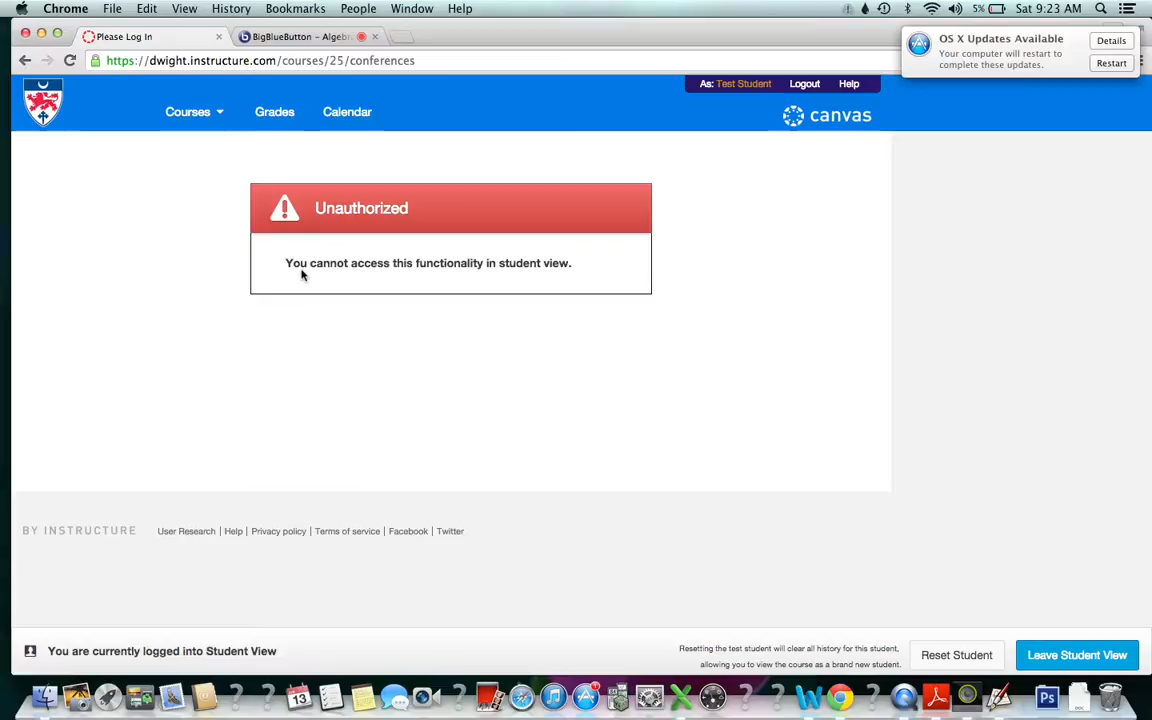 Chrome File Edit View History Bookmarks People Window Help 5% Sat 9:23 AM
Please Log In
BigBlueButton - Algebr
https://dwight.instructure.com/courses/25/conferences
OS X Updates Available
Your computer will restart to
complete these updates.
Details
Restart
As: Test Student Logout Help
Courses Grades Calendar
canvas
Unauthorized
You cannot access this functionality in student view.
BY INSTRUCTURE User Research | Help | Privacy policy | Terms of service | Facebook | Twitter
You are currently logged into Student View
Resetting the test student will clear all history for this student,
allowing you to view the course as a brand new student.
Reset Student
Leave Student View